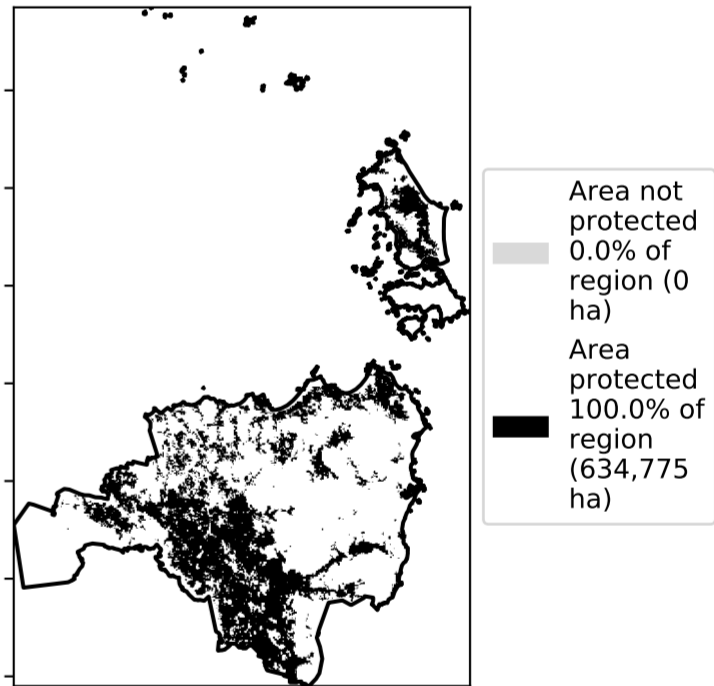 Area not
protected
0.0% of
region (0
ha)
Area
protected
100.0% of
region
(634,775
ha)